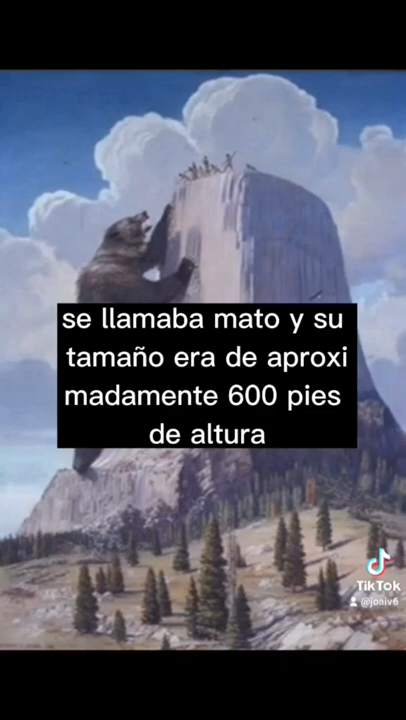 se llamaba mato y su
tamaño era de aproxi
madamente 600 pies
de altura
TikTok
@joaiv6